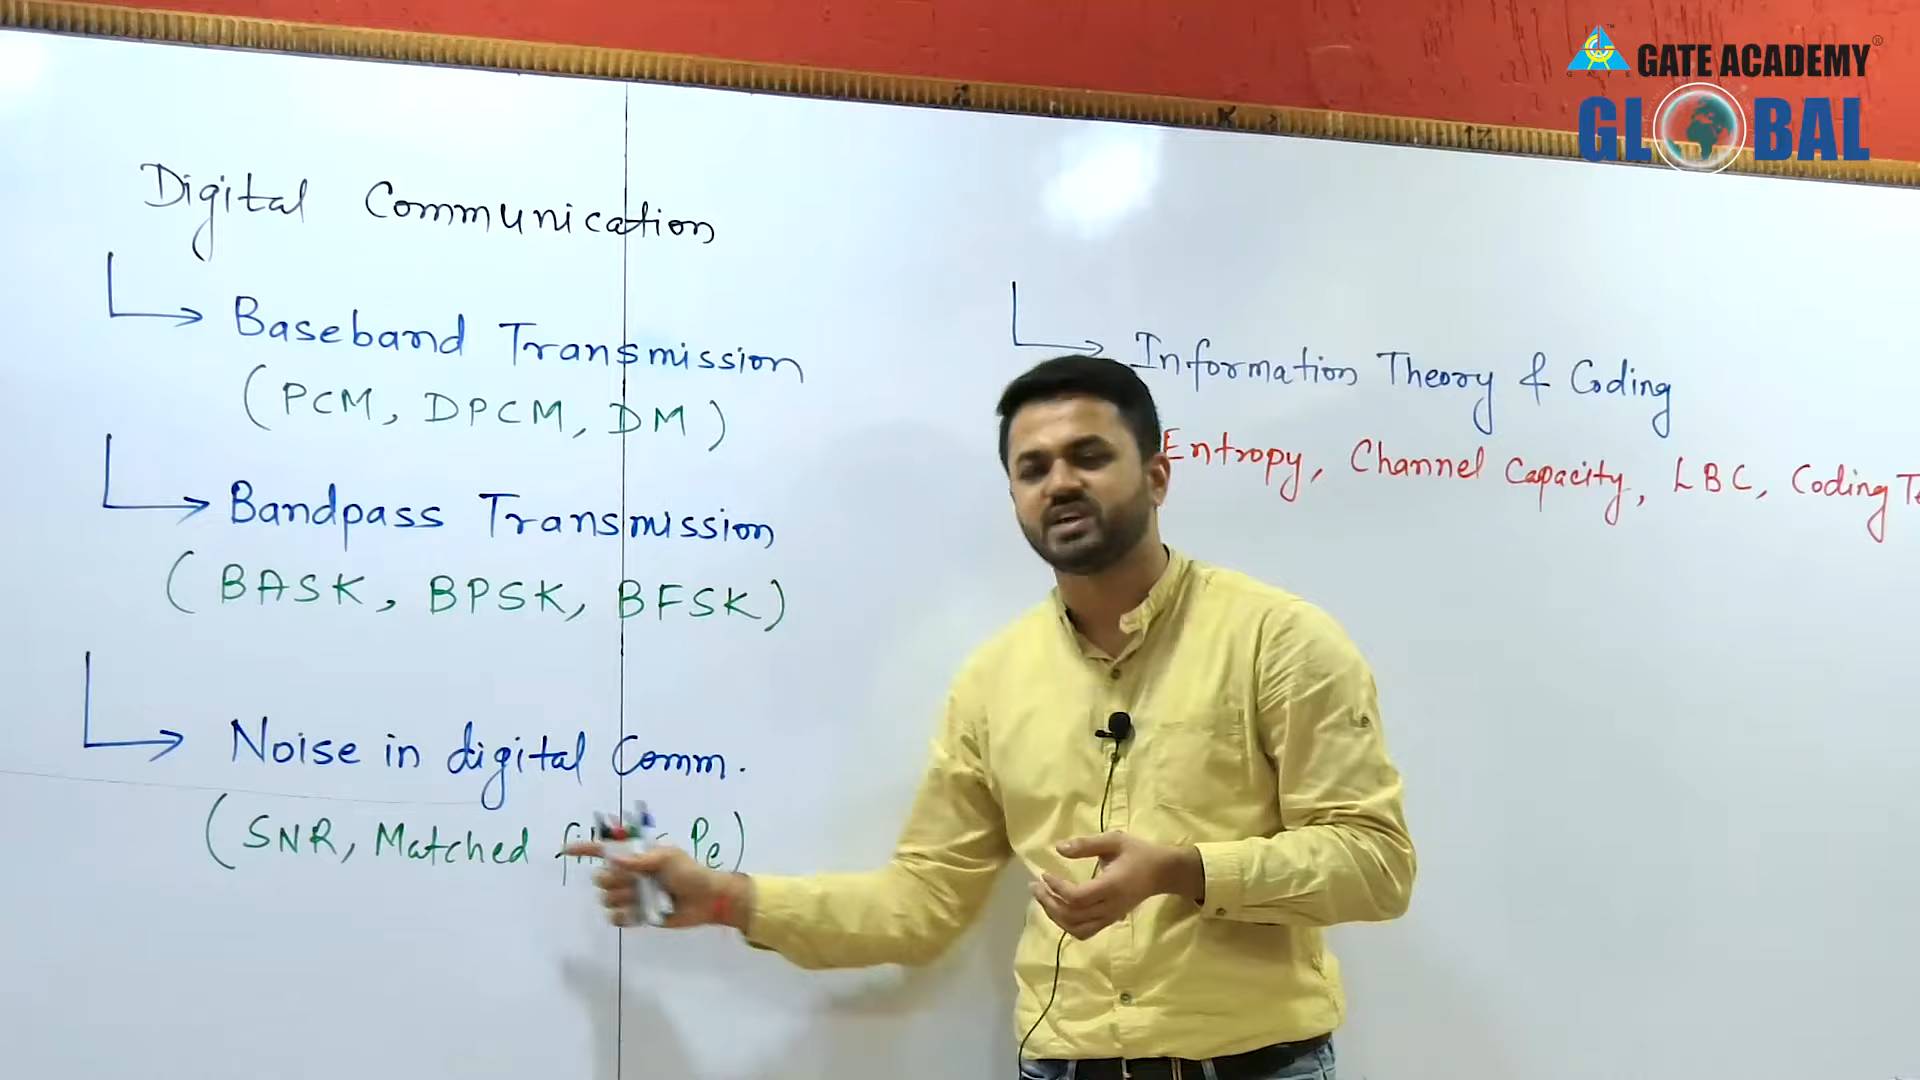 GATE ACADEMY®
GLOBAL
Digital Communication
Baseband Transmission
(PCM, DPCM, DM)
Bandpass Transmission
(BASK, BPSK, BFSK)
Noise in digital Comm.
(SNR, Matched Pe)
Information Theory & Coding
Entropy, Channel Capacity, LBC, Coding